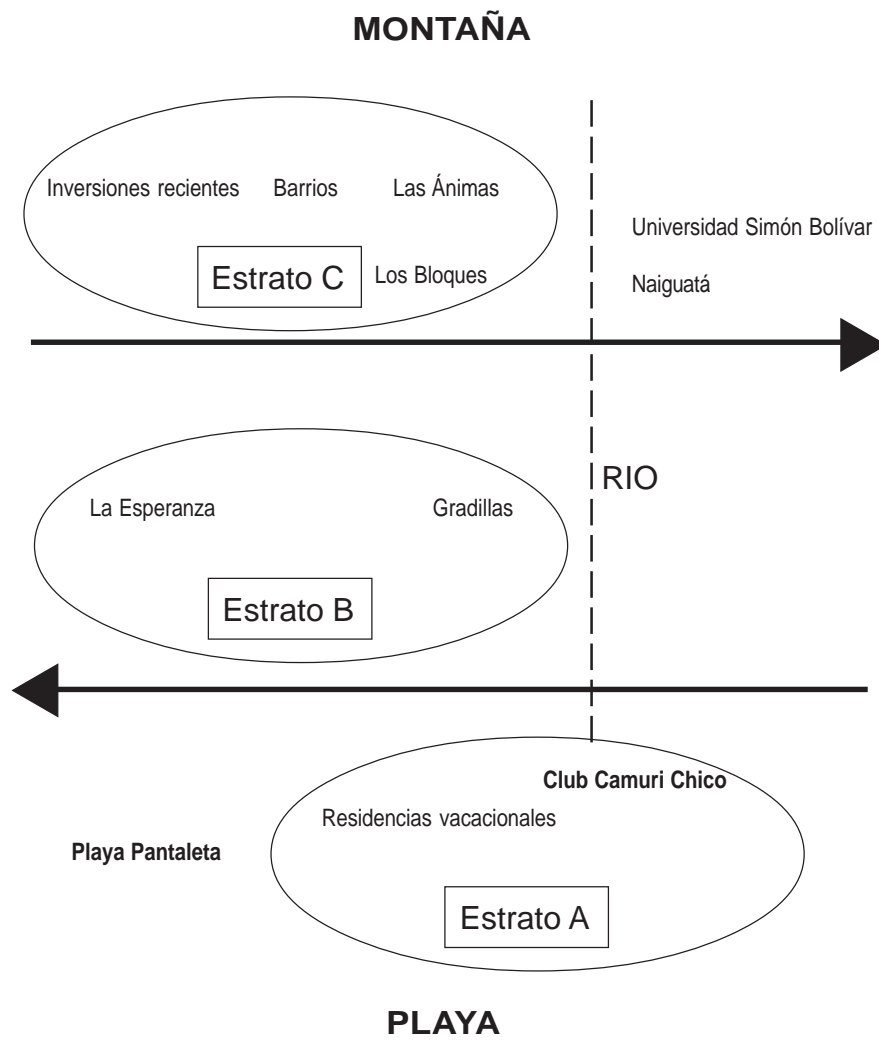 MONTAÑA
Inversiones recientes Barrios Las Ánimas
Universidad Simón Bolívar
Estrato C Los Bloques
Naiguatá
RIO
La Esperanza Gradillas
Estrato B
Club Camuri Chico
Residencias vacacionales
Playa Pantaleta
Estrato A
PLAYA